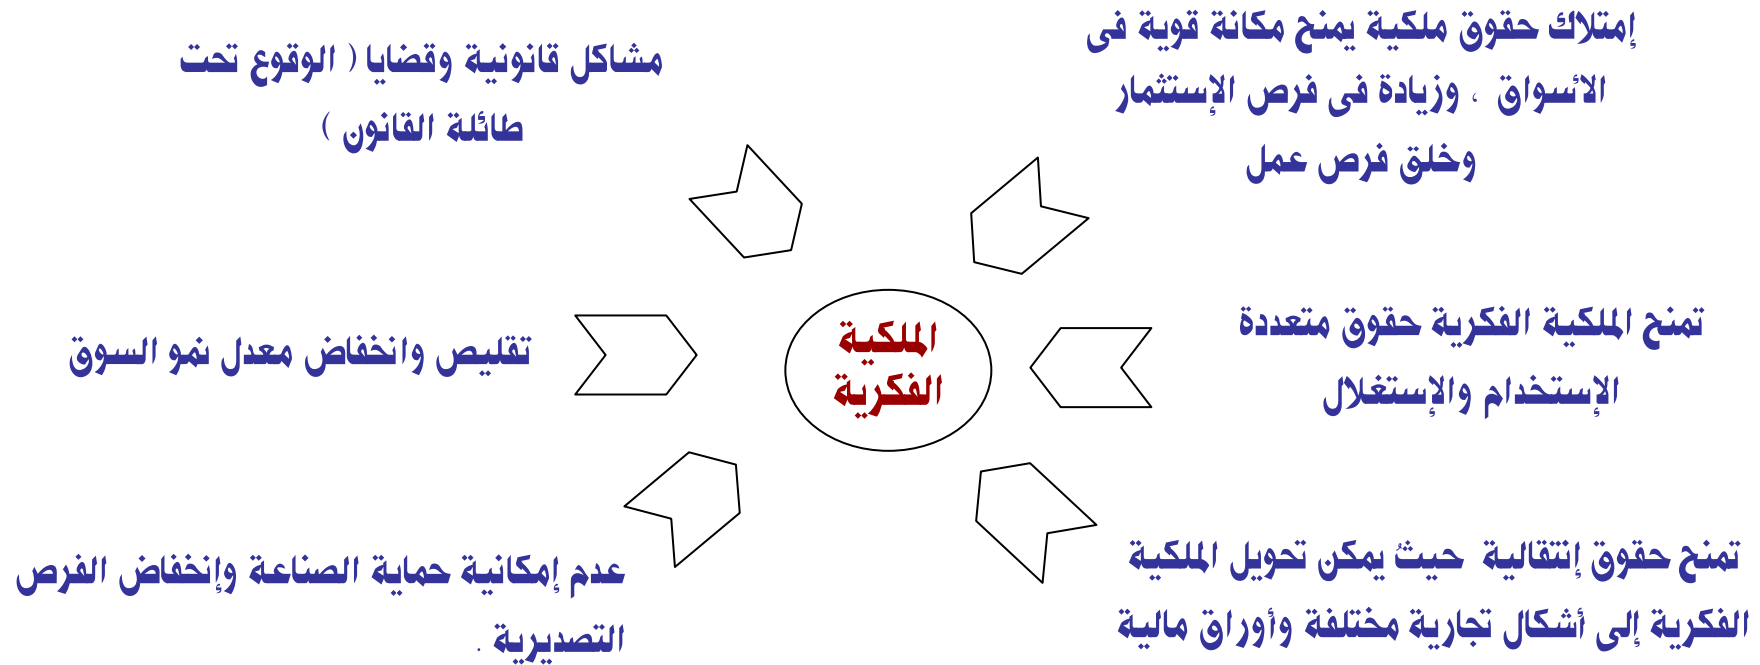 إمتلاك حقوق ملكية يمنح مكانة قوية فى
الأسواق ، وزيادة فى فرص الإستثمار
وخلق فرص عمل
مشاكل قانونية وقضايا ( الوقوع تحت
طائلة القانون )
تمنح الملكية الفكرية حقوق متعددة
الإستخدام والإستغلال
الملكية
الفكرية
تقليص وانخفاض معدل نمو السوق
تمنح حقوق إنتقالية حيثُ يمكن تحويل الملكية
الفكرية إلى أشكال تجارية مختلفة وأوراق مالية
عدم إمكانية حماية الصناعة وإنخفاض الفرص
التصديرية .